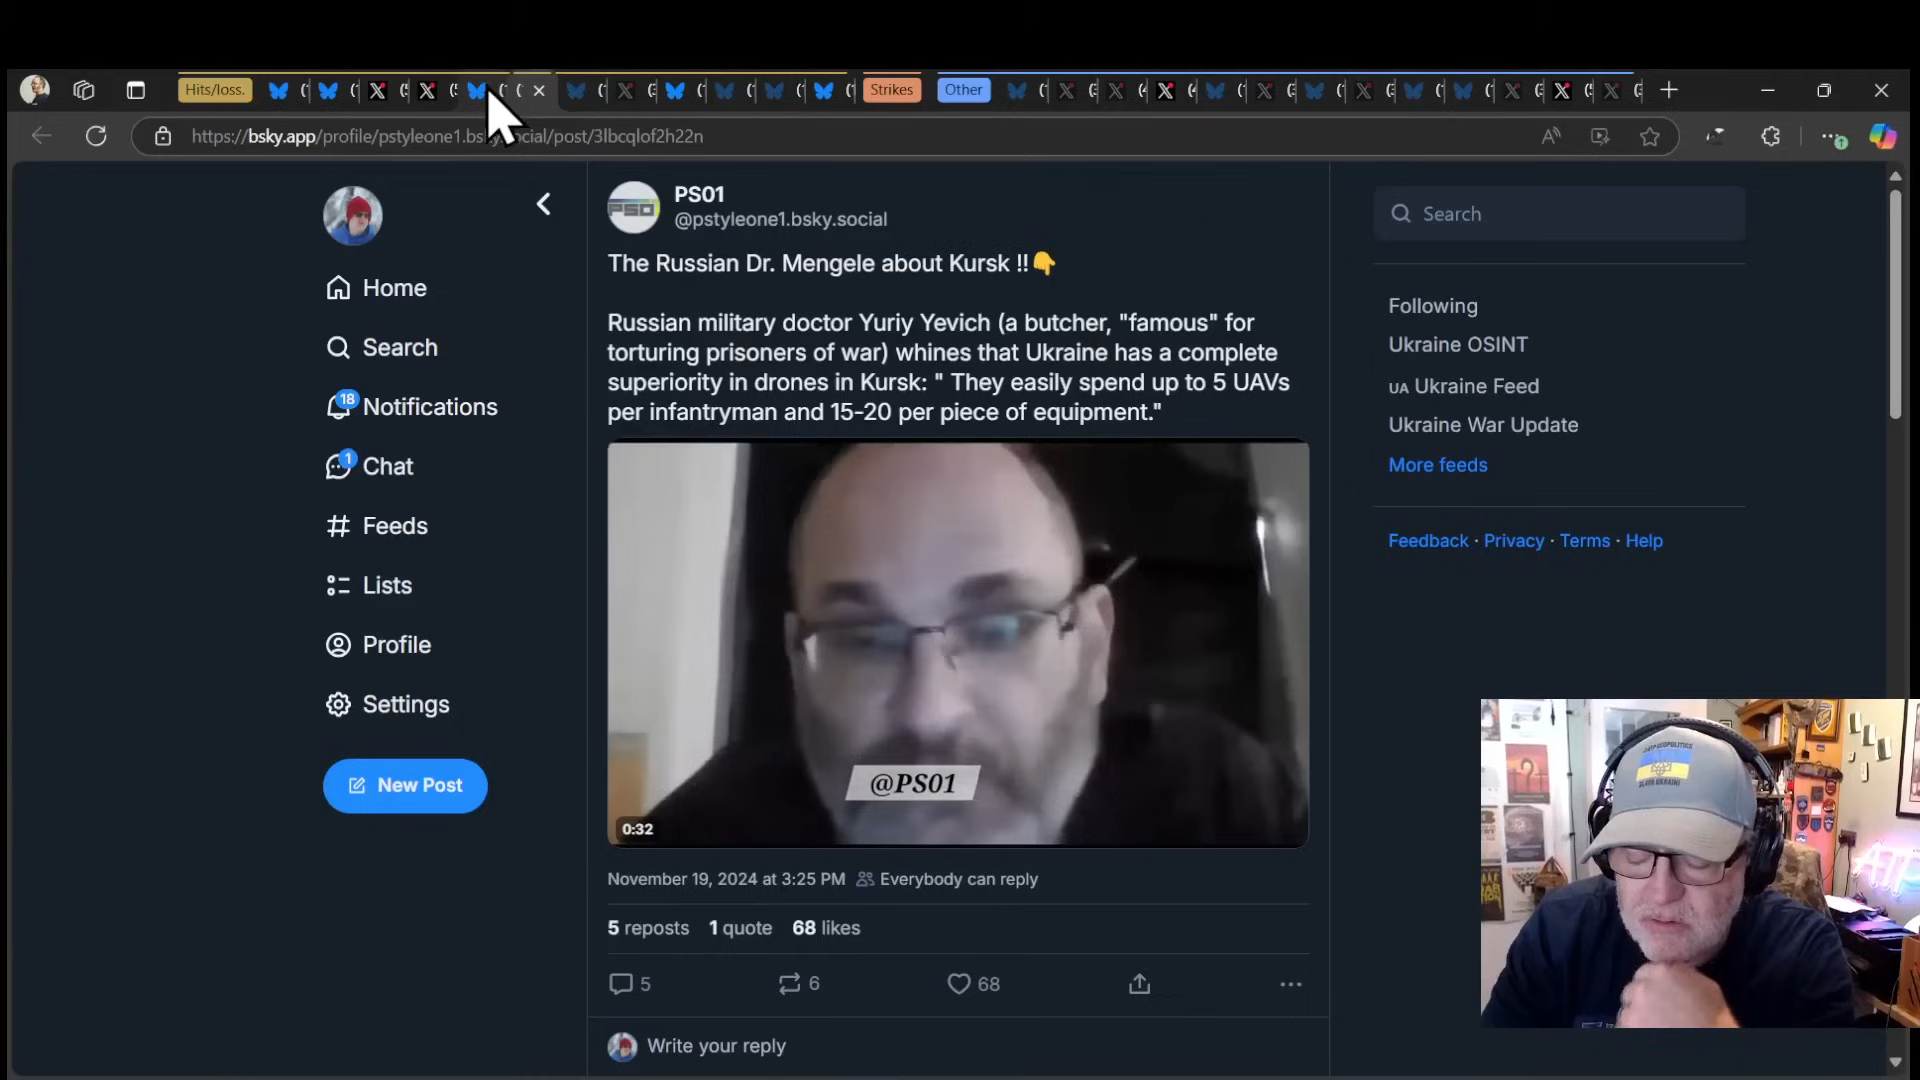 Hits/loss.
Strikes
Other
https://bsky.app/profile/pstyleone1.bsky.social/post/3lbcqlof2h22n
PS01
@pstyleone1.bsky.social
The Russian Dr. Mengele about Kursk !!👇
Russian military doctor Yuriy Yevich (a butcher, "famous" for
torturing prisoners of war) whines that Ukraine has a complete
superiority in drones in Kursk: " They easily spend up to 5 UAVs
per infantryman and 15-20 per piece of equipment."
@PS01
0:32
November 19, 2024 at 3:25 PM Everybody can reply
5 reposts 1 quote 68 likes
5 6 68
Write your reply
Home
Search
18
Notifications
1
Chat
Feeds
Lists
Profile
Settings
New Post
Search
Following
Ukraine OSINT
UA Ukraine Feed
Ukraine War Update
More feeds
Feedback · Privacy · Terms · Help